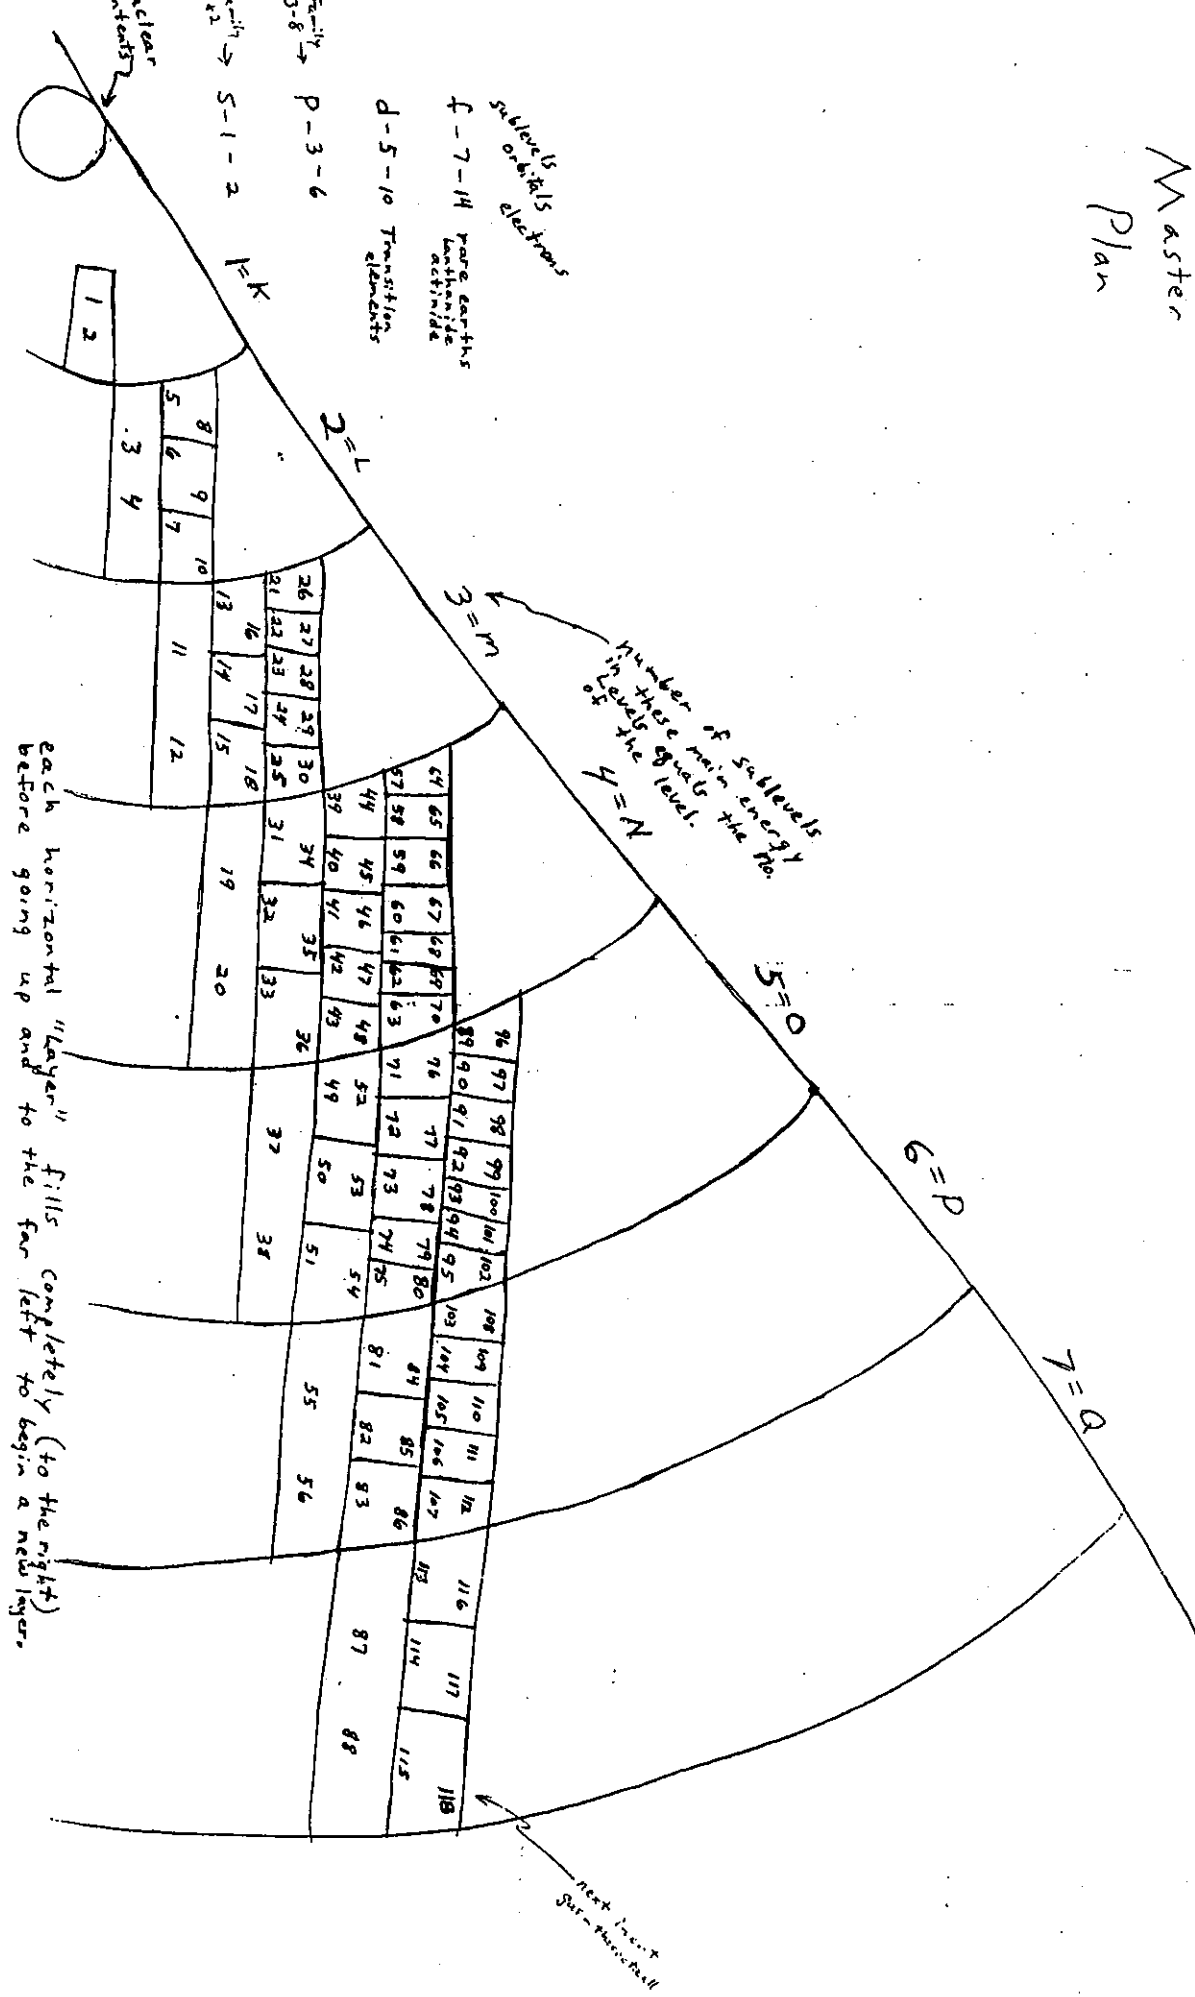 Master
Plan
7=Q
6=P
5=O
4=N
3=m
2=L
1=K
number of sublevels
in these main energy
Levels equals the no.
of the level.
next inert
sublevels
orbitals
electrons
f-7-14 rare earths
lanthanide
actinide
d-5-10 Transition
elements
family
3-8 → p-3-6
→ s-1-2
96 97 98 99 100 101 102 108 109 110 111 112 116 117 118
89 90 91 92 93 94 95 103 104 105 106 107 113 114 115
64 65 66 67 68 69 70 76 77 78 79 80 84 85 86
57 58 59 60 61 62 63 71 72 73 74 75 81 82 83 87 88
44 45 46 47 48 52 53 54
39 40 41 42 43 49 50 51 55 56
26 27 28 29 30 34 35 36
21 22 23 24 25 31 32 33 37 38
8 9 10 16 17 18
5 6 7 13 14 15 19 20
3 4 11 12
1 2
each horizontal "Layer" fills completely (to the right)
before going up and to the far left to begin a new layer.